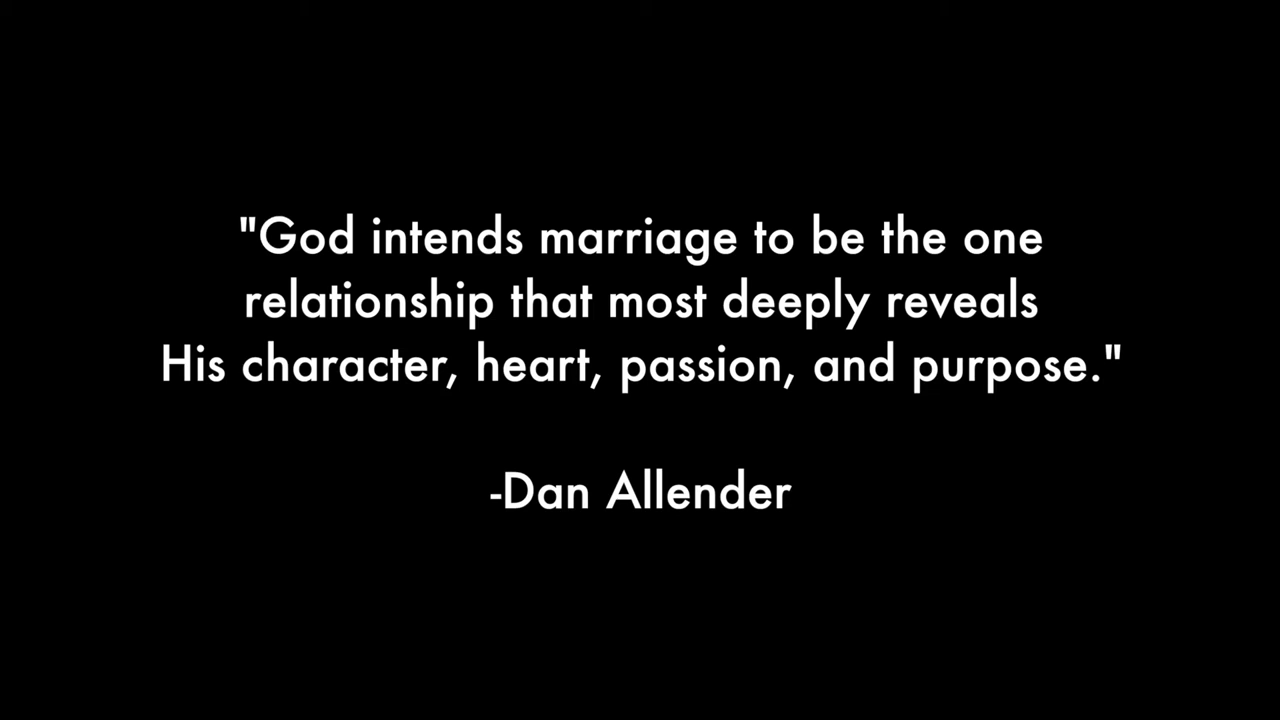 "God intends marriage to be the one
relationship that most deeply reveals
His character, heart, passion, and purpose."
-Dan Allender